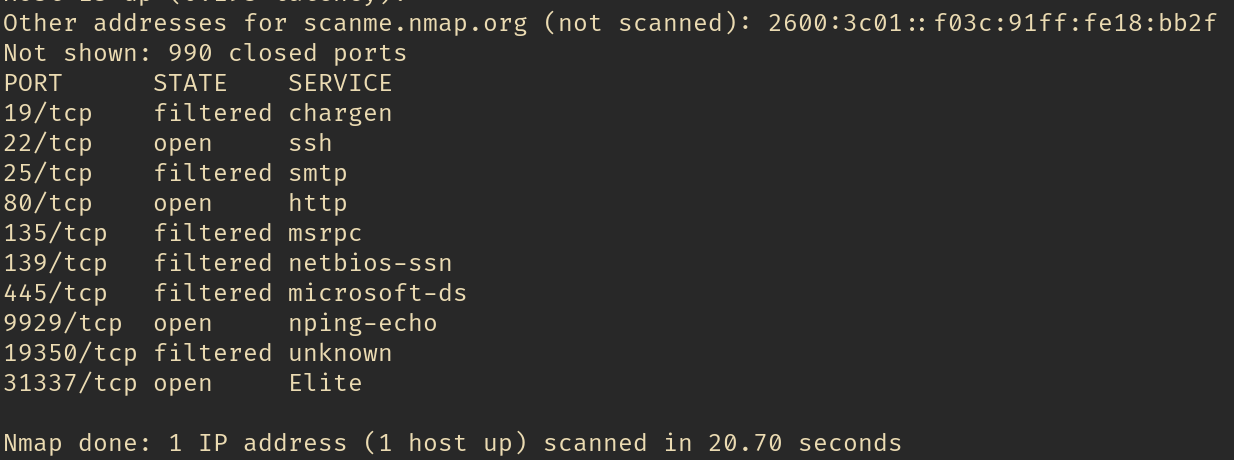 Other addresses for scanme.nmap.org (not scanned): 2600:3c01::f03c:91ff:fe18:bb2f
Not shown: 990 closed ports
PORT      STATE    SERVICE
19/tcp    filtered chargen
22/tcp    open     ssh
25/tcp    filtered smtp
80/tcp    open     http
135/tcp   filtered msrpc
139/tcp   filtered netbios-ssn
445/tcp   filtered microsoft-ds
9929/tcp  open     nping-echo
19350/tcp filtered unknown
31337/tcp open     Elite
Nmap done: 1 IP address (1 host up) scanned in 20.70 seconds